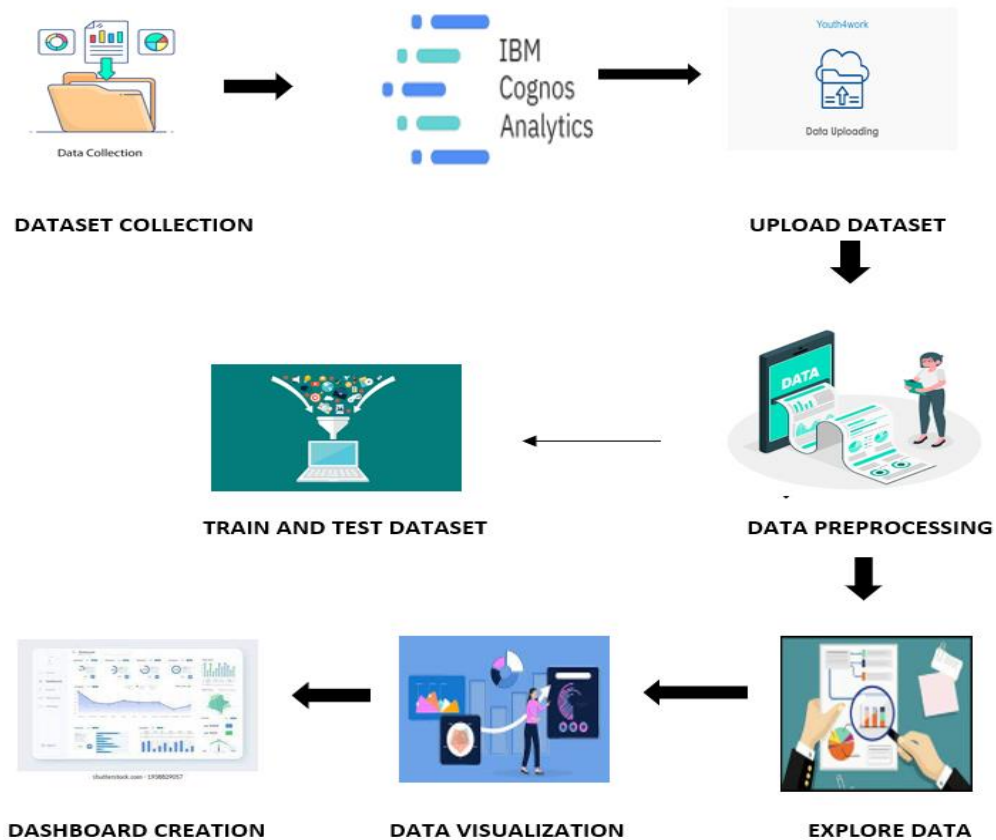 IBM
Cognos
Analytics
Youth4work
Data Uploading
Data Collection
DATASET COLLECTION
UPLOAD DATASET
DATA
TRAIN AND TEST DATASET
DATA PREPROCESSING
shutterstock.com · 1938829057
DASHBOARD CREATION
DATA VISUALIZATION
EXPLORE DATA